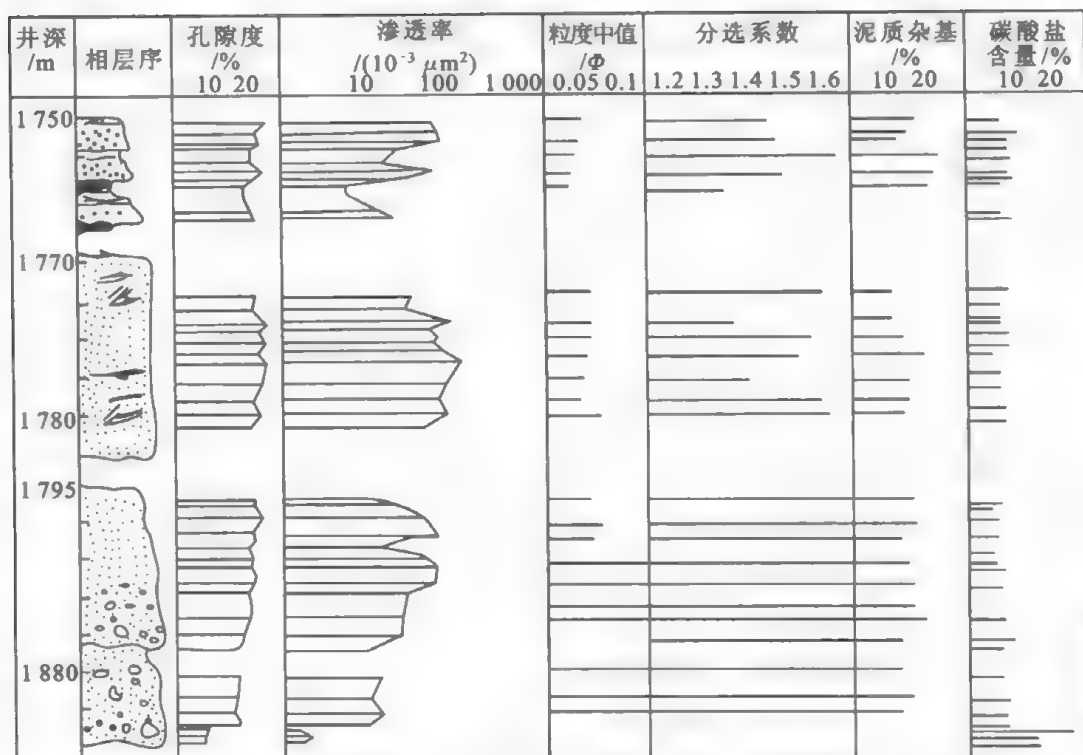 井深 /m
相层序
孔隙度 /%
10 20
渗透率 /(10⁻³ μm²)
10 100 1 000
粒度中值 /Φ
0.05 0.1
分选系数
1.2 1.3 1.4 1.5 1.6
泥质杂基 /%
10 20
碳酸盐 含量/%
10 20
1 750
1 770
1 780
1 795
1 880